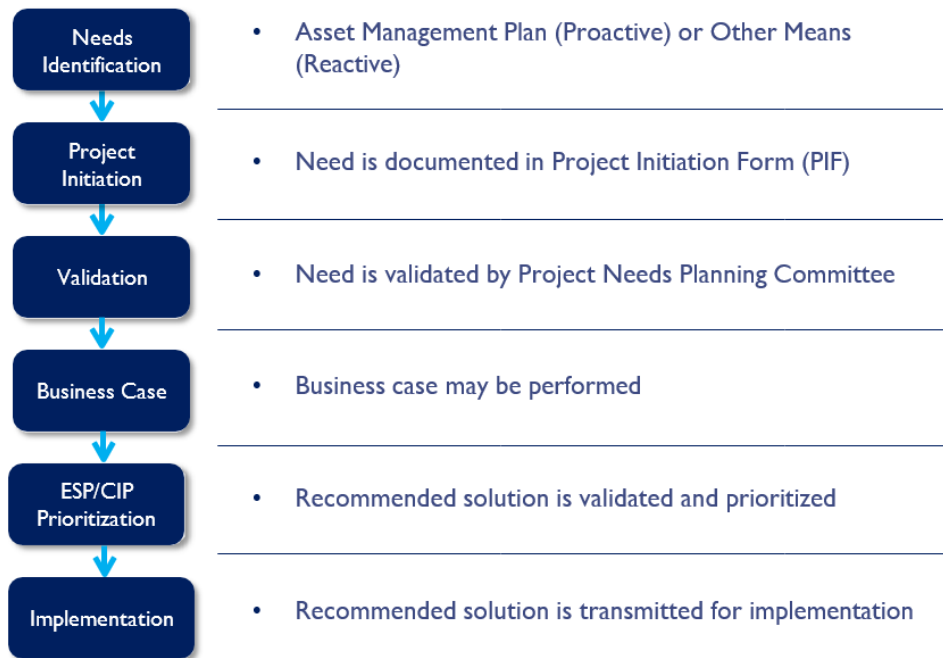 Needs
Identification
• Asset Management Plan (Proactive) or Other Means
(Reactive)
Project
Initiation
• Need is documented in Project Initiation Form (PIF)
Validation
• Need is validated by Project Needs Planning Committee
Business Case
• Business case may be performed
ESP/CIP
Prioritization
• Recommended solution is validated and prioritized
Implementation
• Recommended solution is transmitted for implementation